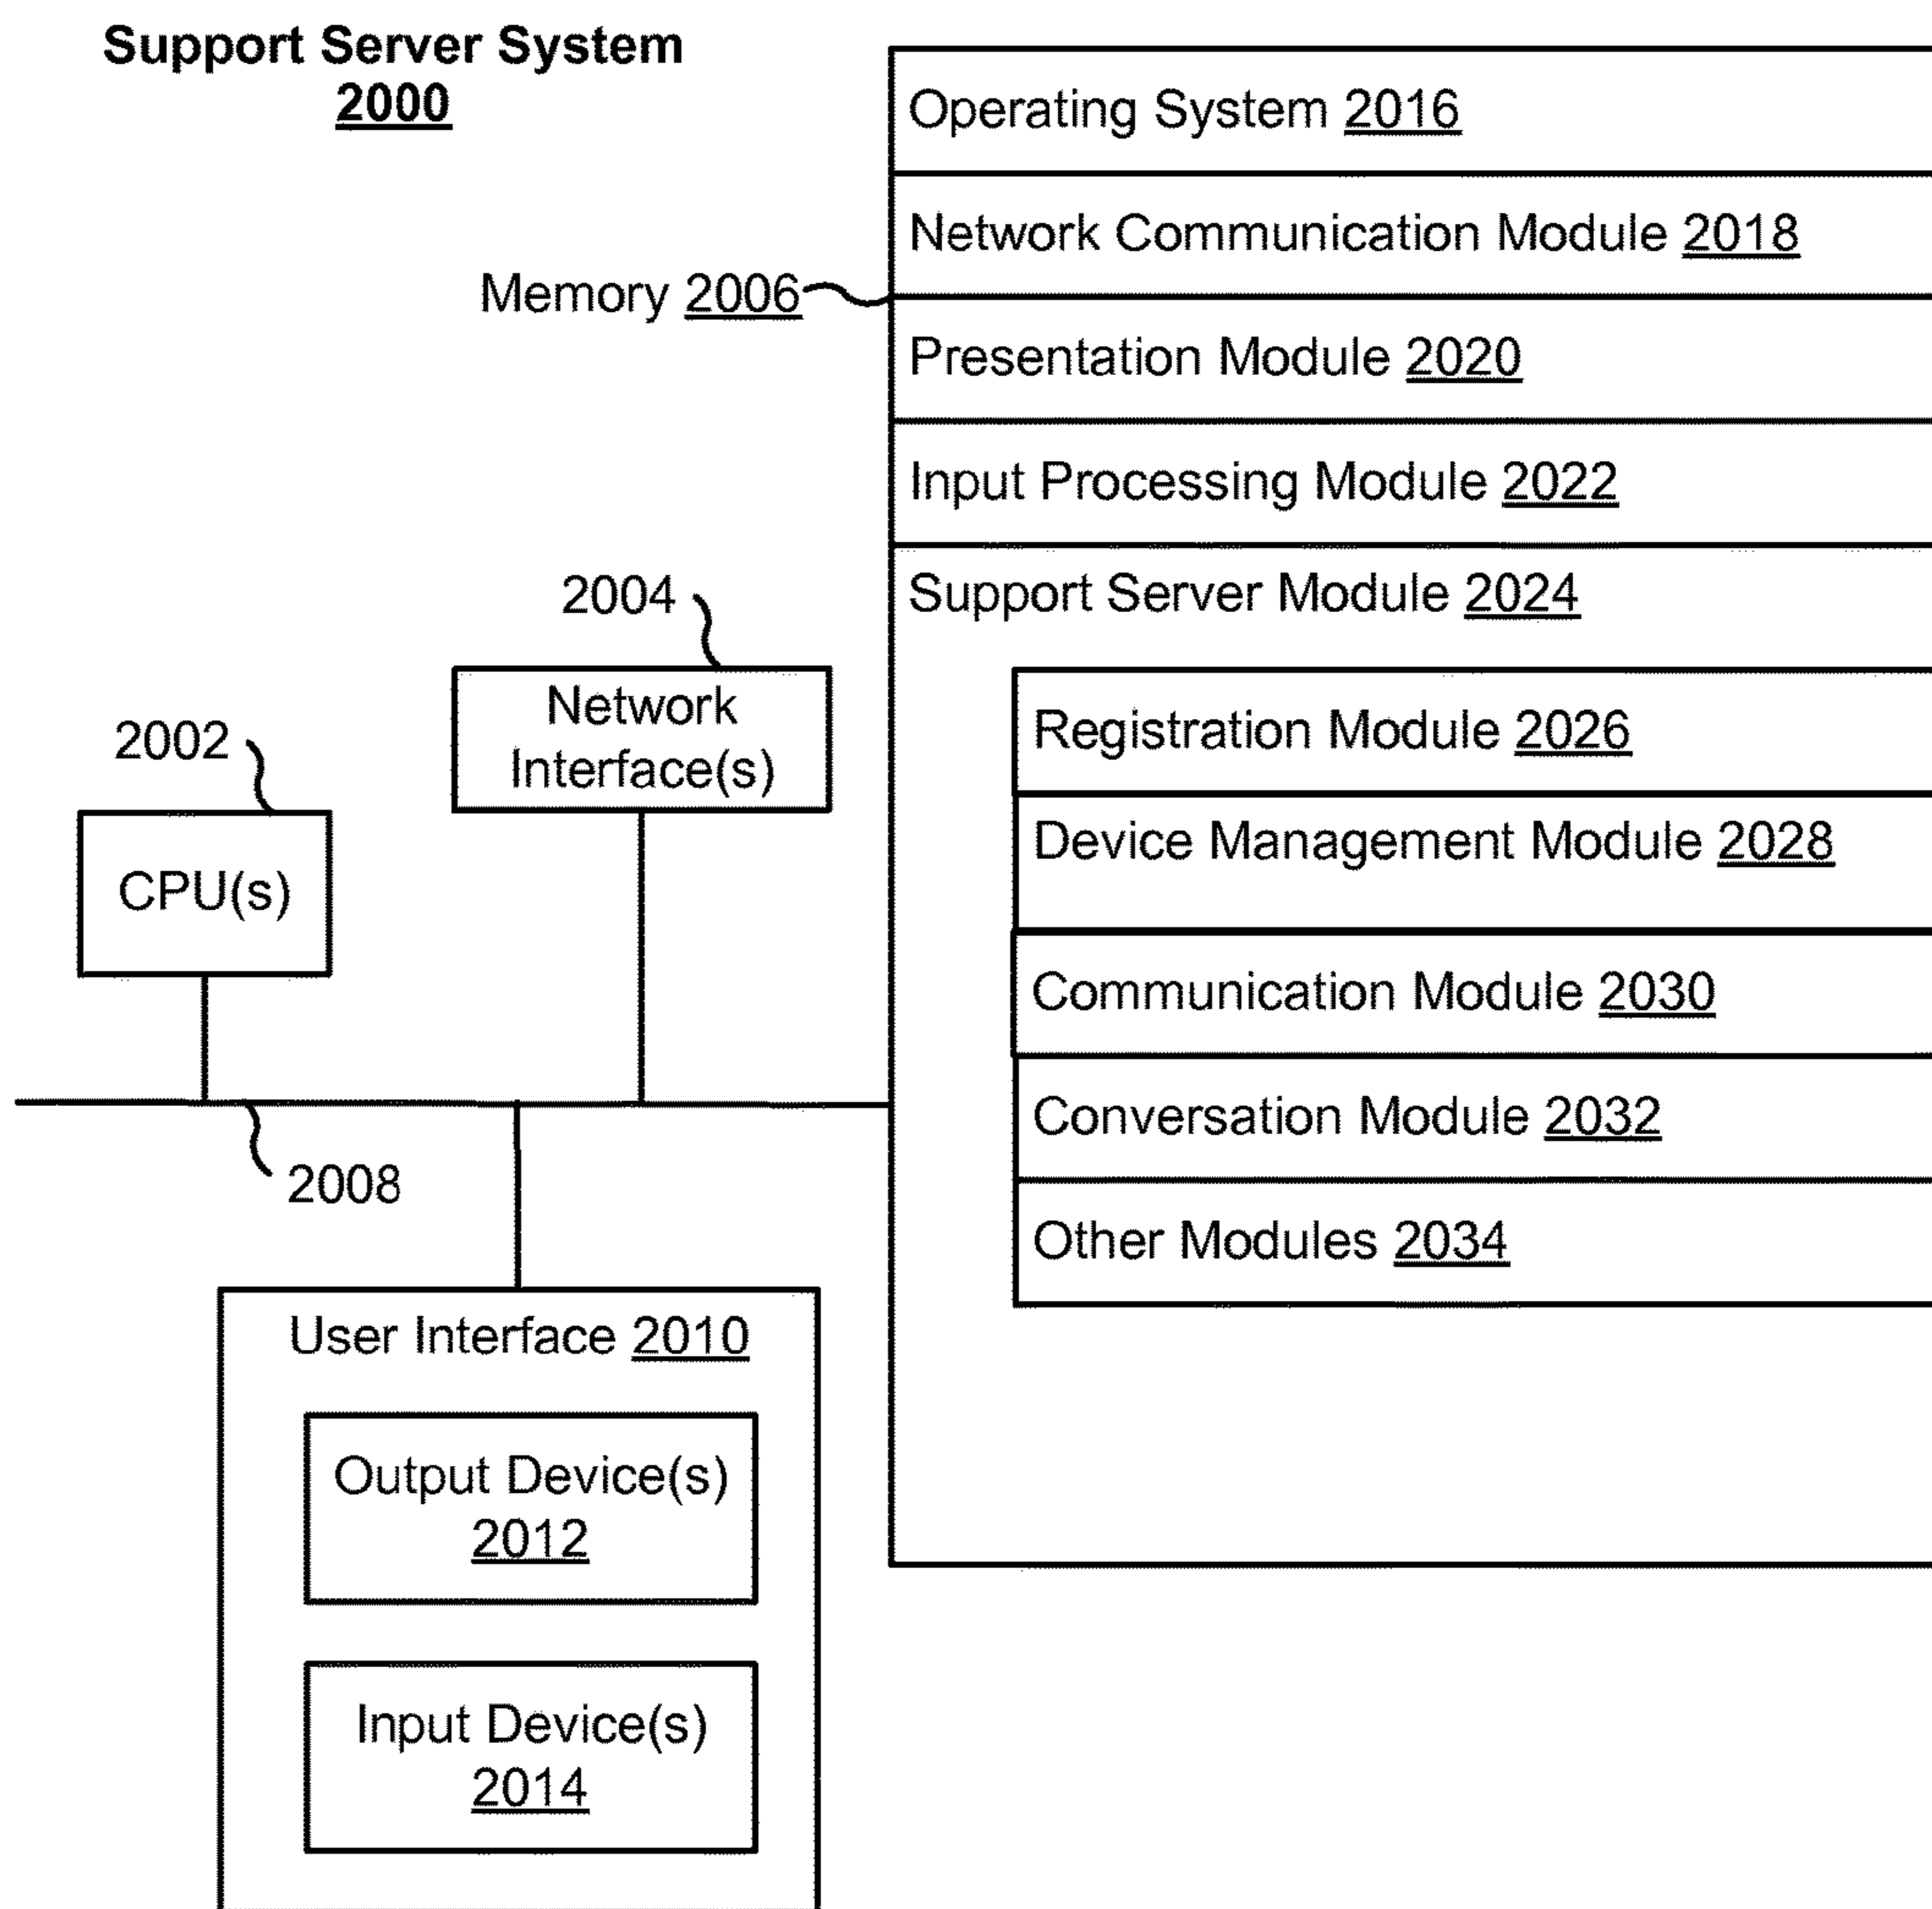 Support Server System
2000
Operating System 2016
Network Communication Module 2018
Memory 2006
Presentation Module 2020
Input Processing Module 2022
Support Server Module 2024
2004
Network
Interface(s)
2002
CPU(s)
Registration Module 2026
Device Management Module 2028
Communication Module 2030
Conversation Module 2032
Other Modules 2034
2008
User Interface 2010
Output Device(s)
2012
Input Device(s)
2014